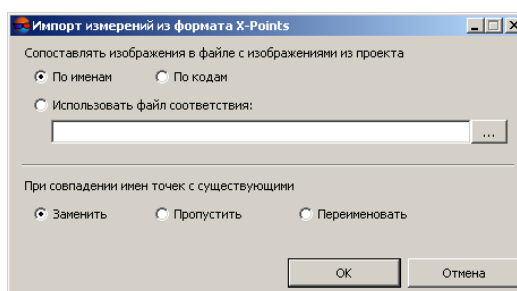 Импорт измерений из формата X-Points
Сопоставлять изображения в файле с изображениями из проекта
По именам По кодам
Использовать файл соответствия:
...
При совпадении имен точек с существующими
Заменить Пропустить Переименовать
ОК Отмена